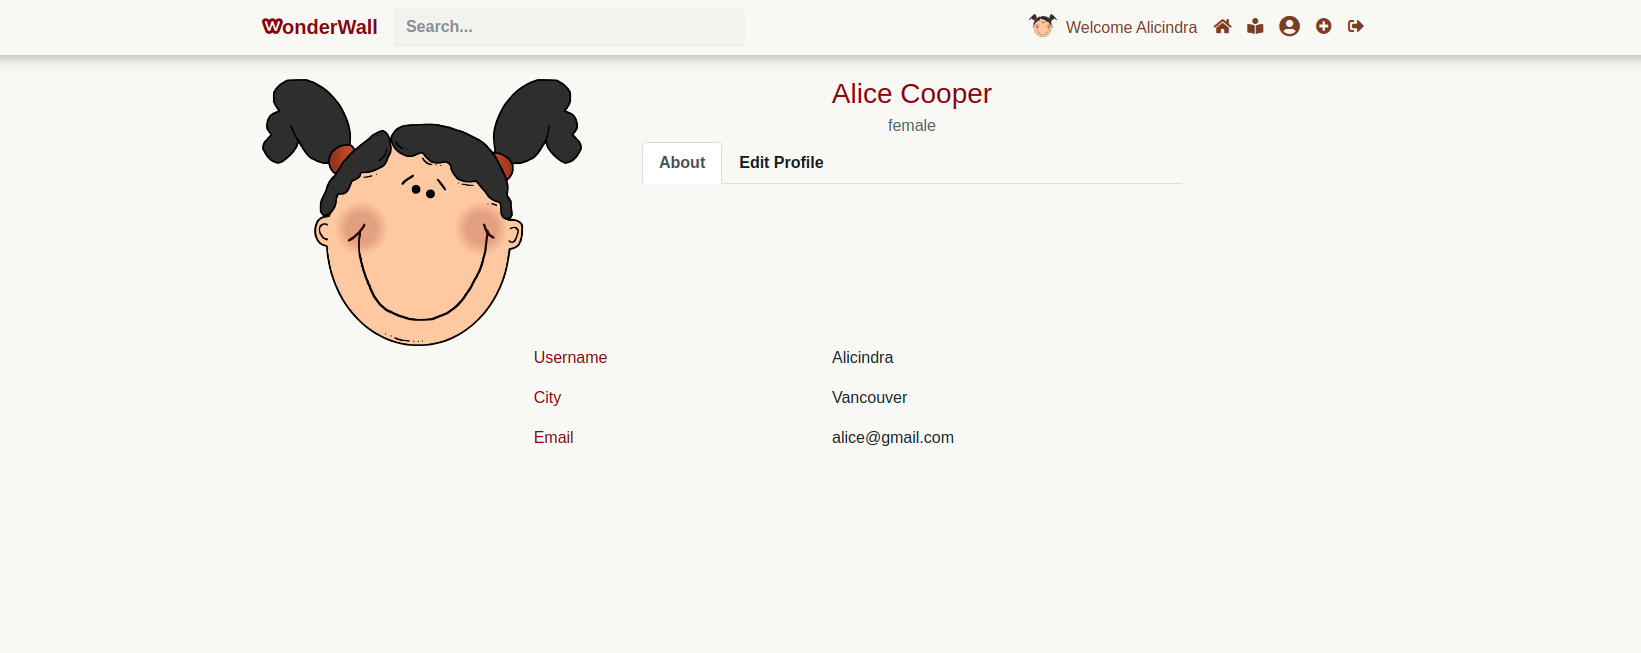 WonderWall Search... Welcome Alicindra
Alice Cooper
female
About Edit Profile
Username Alicindra
City Vancouver
Email alice@gmail.com